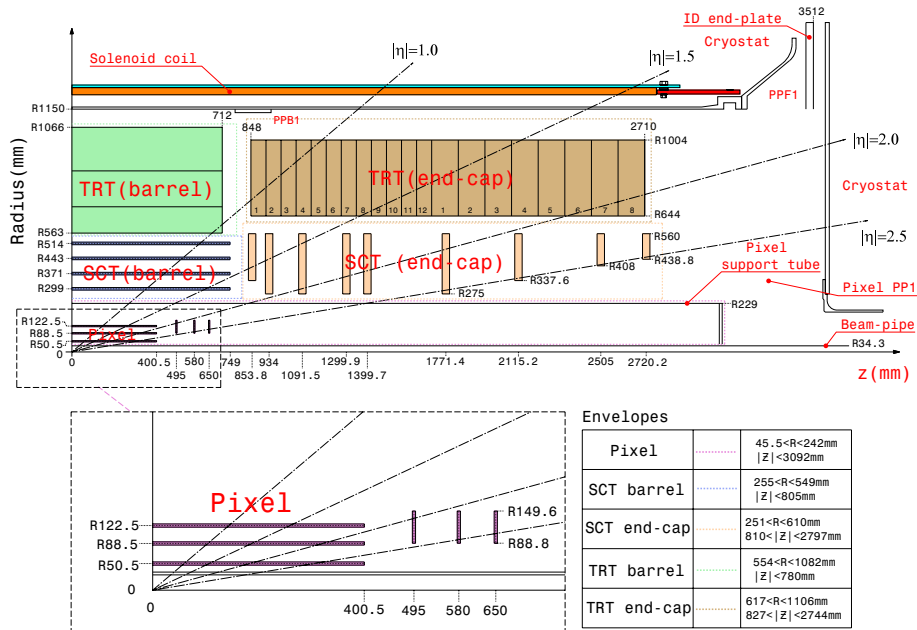 3512
ID end-plate
Cryostat
|η|=1.0
Solenoid coil
|η|=1.5
PPF1
R1150
712
PPB1
R1066
848
2710
R1004
|η|=2.0
Radius(mm)
TRT(barrel)
TRT(end-cap)
Cryostat
1 2 3 4 5 6 7 8 9 10 11 12 1 2 3 4 5 6 7 8
R644
R563
R560
|η|=2.5
R514
R443
R438.8
SCT(barrel)
SCT (end-cap)
Pixel
support tube
R408
R371
R337.6
Pixel PP1
R299
R275
R229
R122.5
R88.5
Pixel
Beam-pipe
R50.5
R34.3
0
0
400.5
580
749
934
1299.9
1771.4
2115.2
2505
2720.2
z(mm)
495
650
853.8
1091.5
1399.7
Pixel
R122.5
R88.5
R50.5
0
R149.6
R88.8
0
400.5
495
580
650
Envelopes
Pixel
45.5<R<242mm
|Z|<3092mm
SCT barrel
255<R<549mm
|Z|<805mm
SCT end-cap
251<R<610mm
810<|Z|<2797mm
TRT barrel
554<R<1082mm
|Z|<780mm
TRT end-cap
617<R<1106mm
827<|Z|<2744mm